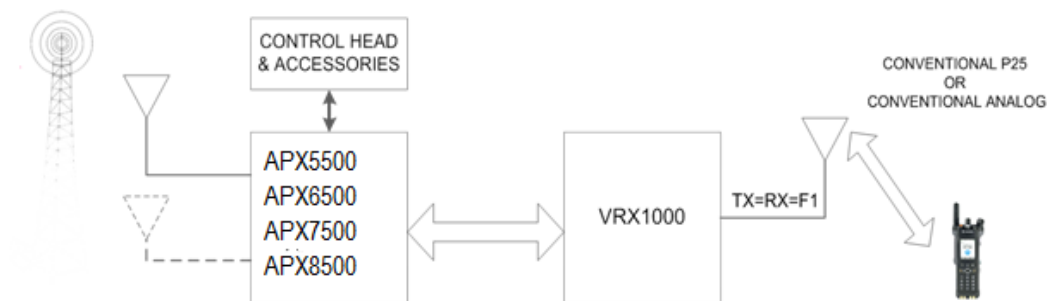 CONTROL HEAD
& ACCESSORIES
APX5500
APX6500
APX7500
APX8500
VRX1000
TX=RX=F1
CONVENTIONAL P25
OR
CONVENTIONAL ANALOG